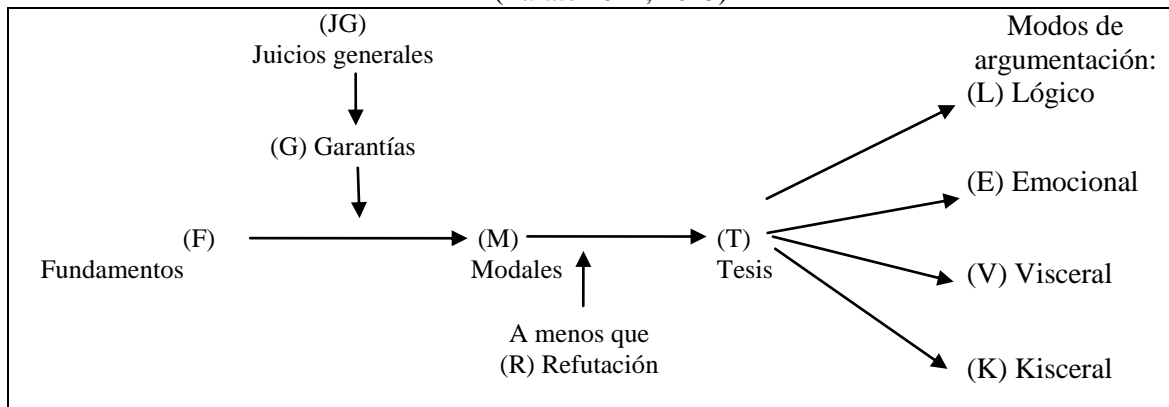 (JG)
Juicios generales
(G) Garantías
(F)
Fundamentos
(M)
Modales
(T)
Tesis
A menos que
(R) Refutación
Modos de
argumentación:
(L) Lógico
(E) Emocional
(V) Visceral
(K) Kisceral